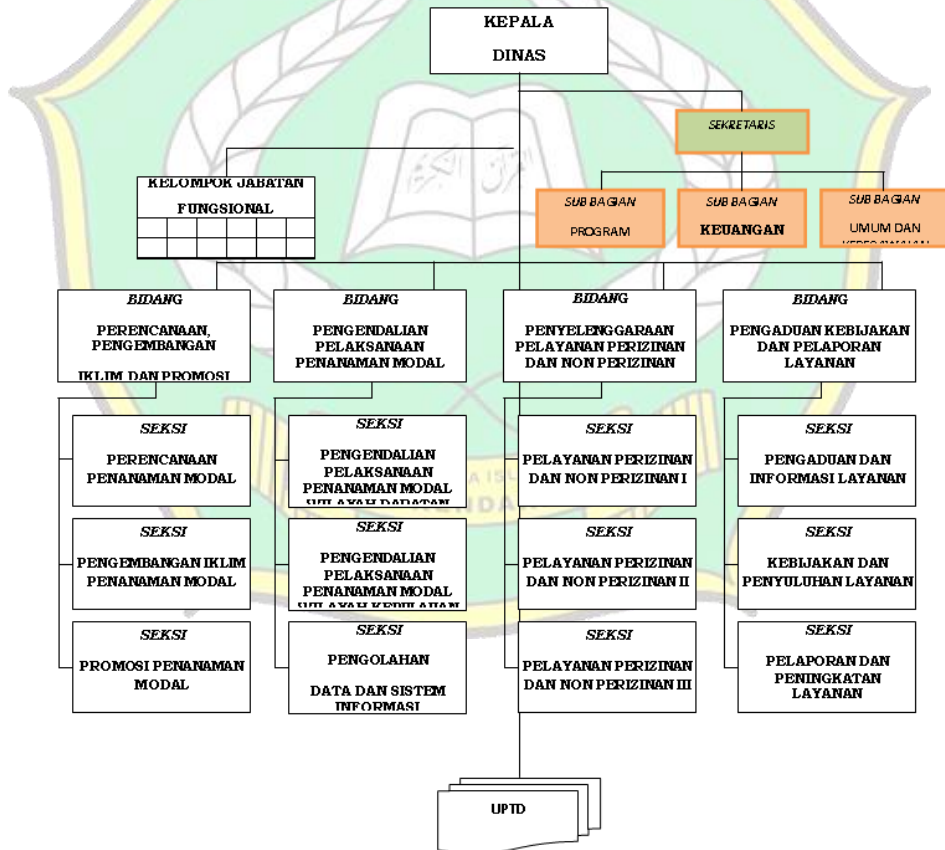 KEPALA
DINAS
SEKRETARIS
KELOMPOK JABATAN
FUNGSIONAL
SUB BAGIAN
PROGRAM
SUB BAGIAN
KEUANGAN
SUB BAGIAN
UMUM DAN
KEPEGAWAIAN
BIDANG
PERENCANAAN,
PENGEMBANGAN
IKLIM DAN PROMOSI
BIDANG
PENGENDALIAN
PELAKSANAAN
PENANAMAN MODAL
BIDANG
PENYELENGGARAAN
PELAYANAN PERIZINAN
DAN NON PERIZINAN
BIDANG
PENGADUAN KEBIJAKAN
DAN PELAPORAN
LAYANAN
SEKSI
PERENCANAAN
PENANAMAN MODAL
SEKSI
PENGENDALIAN
PELAKSANAAN
PENANAMAN MODAL
WILAYAH DARATAN
SEKSI
PELAYANAN PERIZINAN
DAN NON PERIZINAN I
SEKSI
PENGADUAN DAN
INFORMASI LAYANAN
SEKSI
PENGEMBANGAN IKLIM
PENANAMAN MODAL
SEKSI
PENGENDALIAN
PELAKSANAAN
PENANAMAN MODAL
WILAYAH KEPULAUAN
SEKSI
PELAYANAN PERIZINAN
DAN NON PERIZINAN II
SEKSI
KEBIJAKAN DAN
PENYULUHAN LAYANAN
SEKSI
PROMOSI PENANAMAN
MODAL
SEKSI
PENGOLAHAN
DATA DAN SISTEM
INFORMASI
SEKSI
PELAYANAN PERIZINAN
DAN NON PERIZINAN III
SEKSI
PELAPORAN DAN
PENINGKATAN
LAYANAN
UPTD